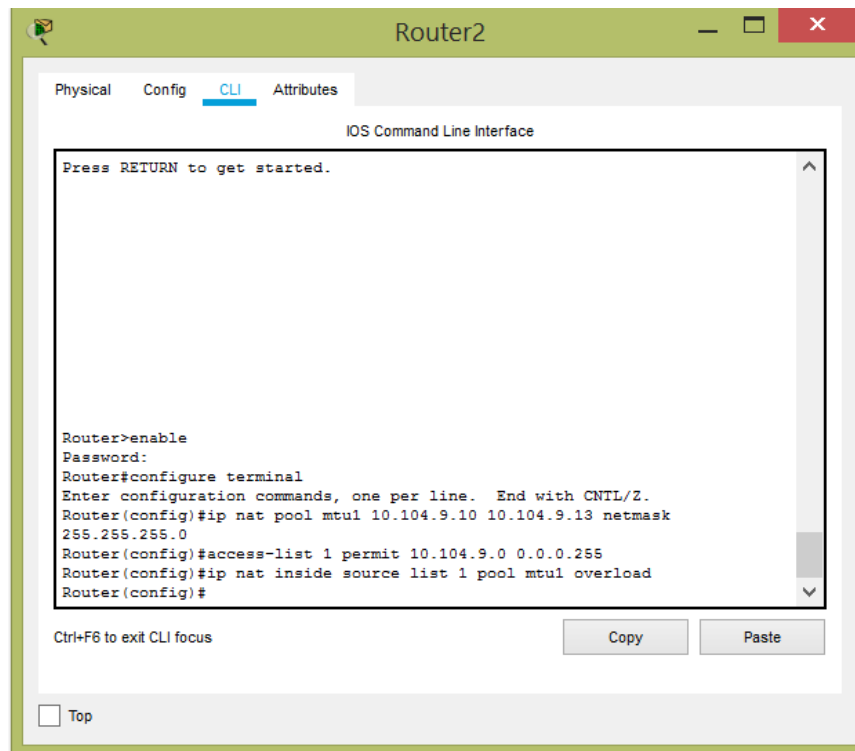 Router2
Physical Config CLI Attributes
IOS Command Line Interface
Press RETURN to get started.
Router>enable
Password:
Router#configure terminal
Enter configuration commands, one per line.  End with CNTL/Z.
Router(config)#ip nat pool mtu1 10.104.9.10 10.104.9.13 netmask
255.255.255.0
Router(config)#access-list 1 permit 10.104.9.0 0.0.0.255
Router(config)#ip nat inside source list 1 pool mtu1 overload
Router(config)#
Ctrl+F6 to exit CLI focus
Copy
Paste
Top